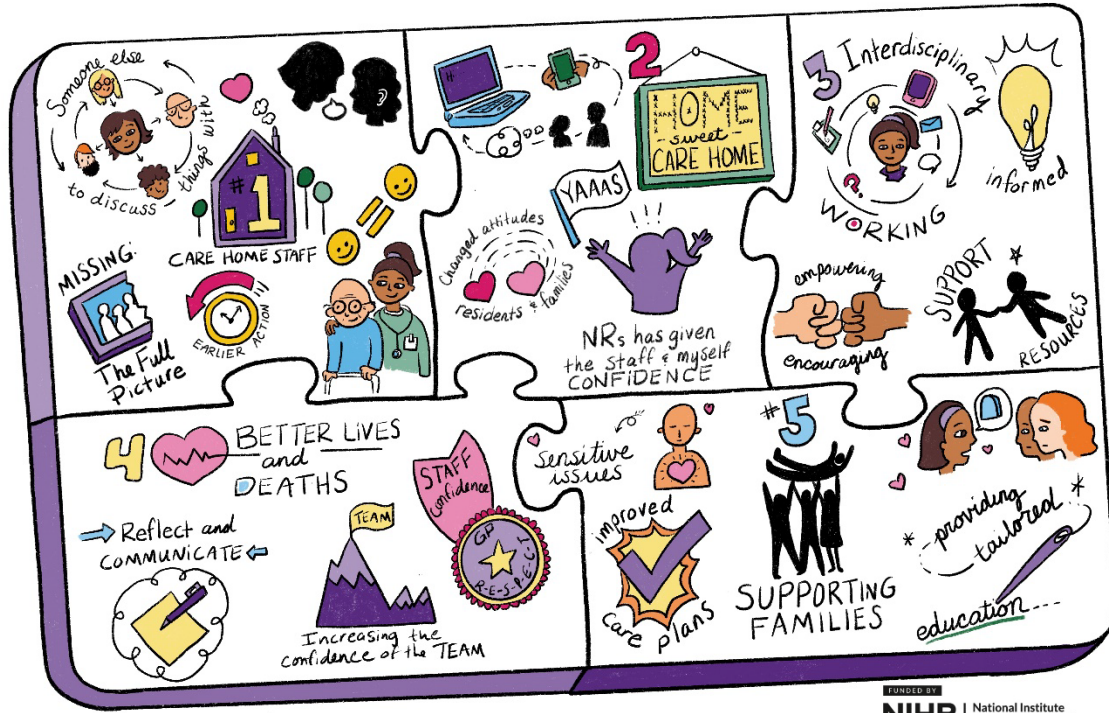 Someone else
to discuss
things with
#1
CARE HOME STAFF
MISSING:
The Full
Picture
EARLIER ACTION
2
HOME
sweet
CARE HOME
YAAAS
Changed attitudes
residents & families
NRs has given
the staff & myself
CONFIDENCE
3 Interdisciplinary
WORKING
?
informed
empowering
encouraging
SUPPORT
RESOURCES
4 BETTER LIVES
and
DEATHS
Reflect and
COMMUNICATE
TEAM
Increasing the
confidence of the TEAM
STAFF
confidence
GP
R-E-S-P-E-C-T
Sensitive
issues
improved
care plans
#5
SUPPORTING
FAMILIES
providing
tailored
education
FUNDED BY
NIHR | National Institute